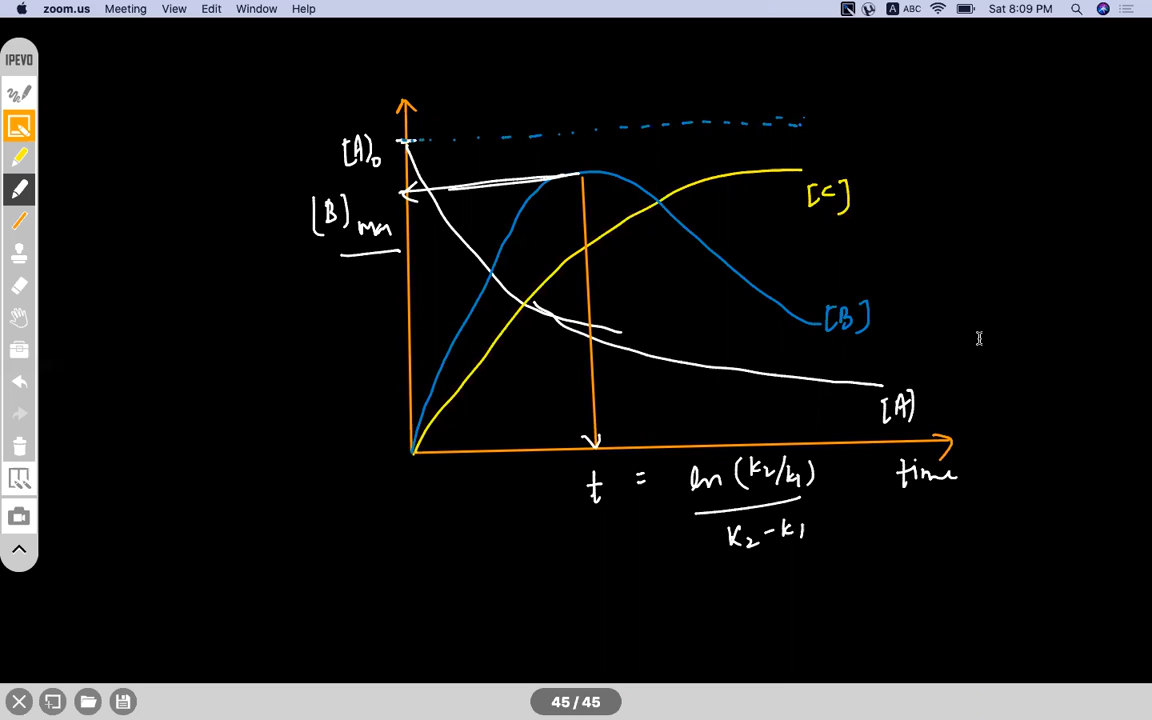 zoom.us Meeting View Edit Window Help
A ABC Sat 8:09 PM
IPEVO
[A]₀
[B]max
[C]
[B]
[A]
t = ln (k₂/k₁)
k₂-k₁
time
45 / 45